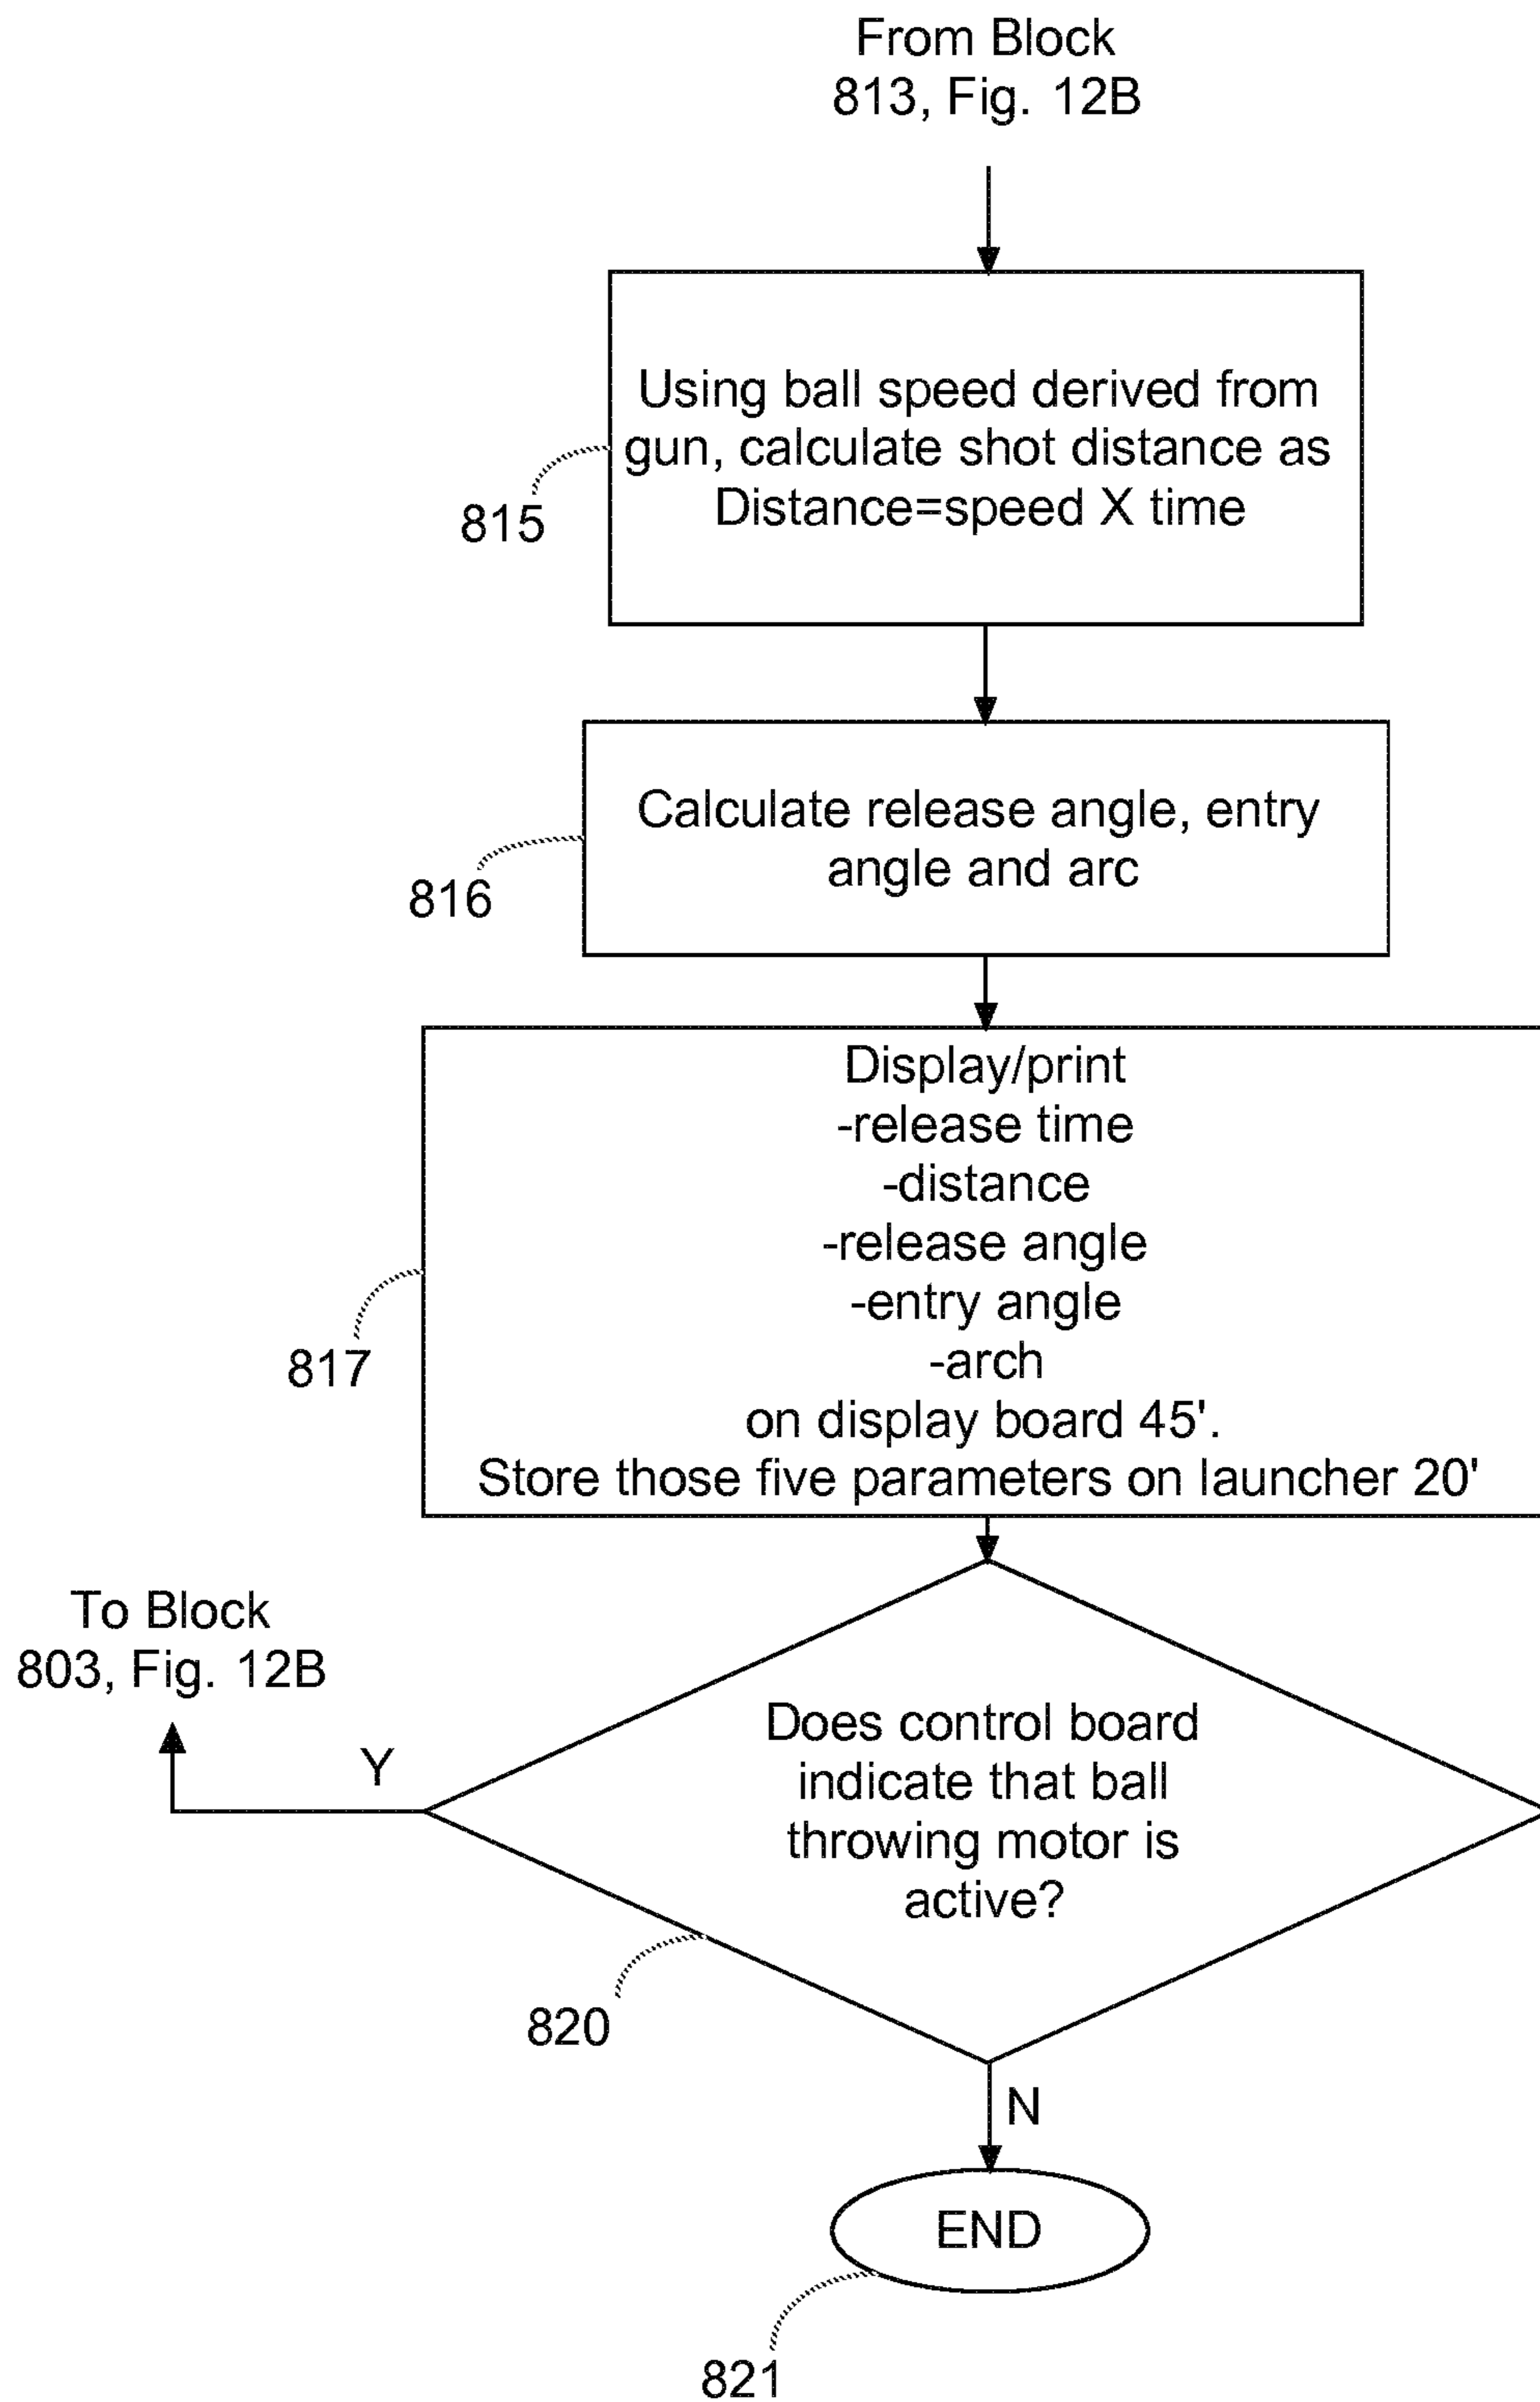 From Block
813, Fig. 12B
Using ball speed derived from
gun, calculate shot distance as
Distance=speed X time
815
Calculate release angle, entry
angle and arc
816
Display/print
-release time
-distance
-release angle
-entry angle
-arch
on display board 45'.
Store those five parameters on launcher 20'
817
To Block
803, Fig. 12B
Y
Does control board
indicate that ball
throwing motor is
active?
820
N
END
821